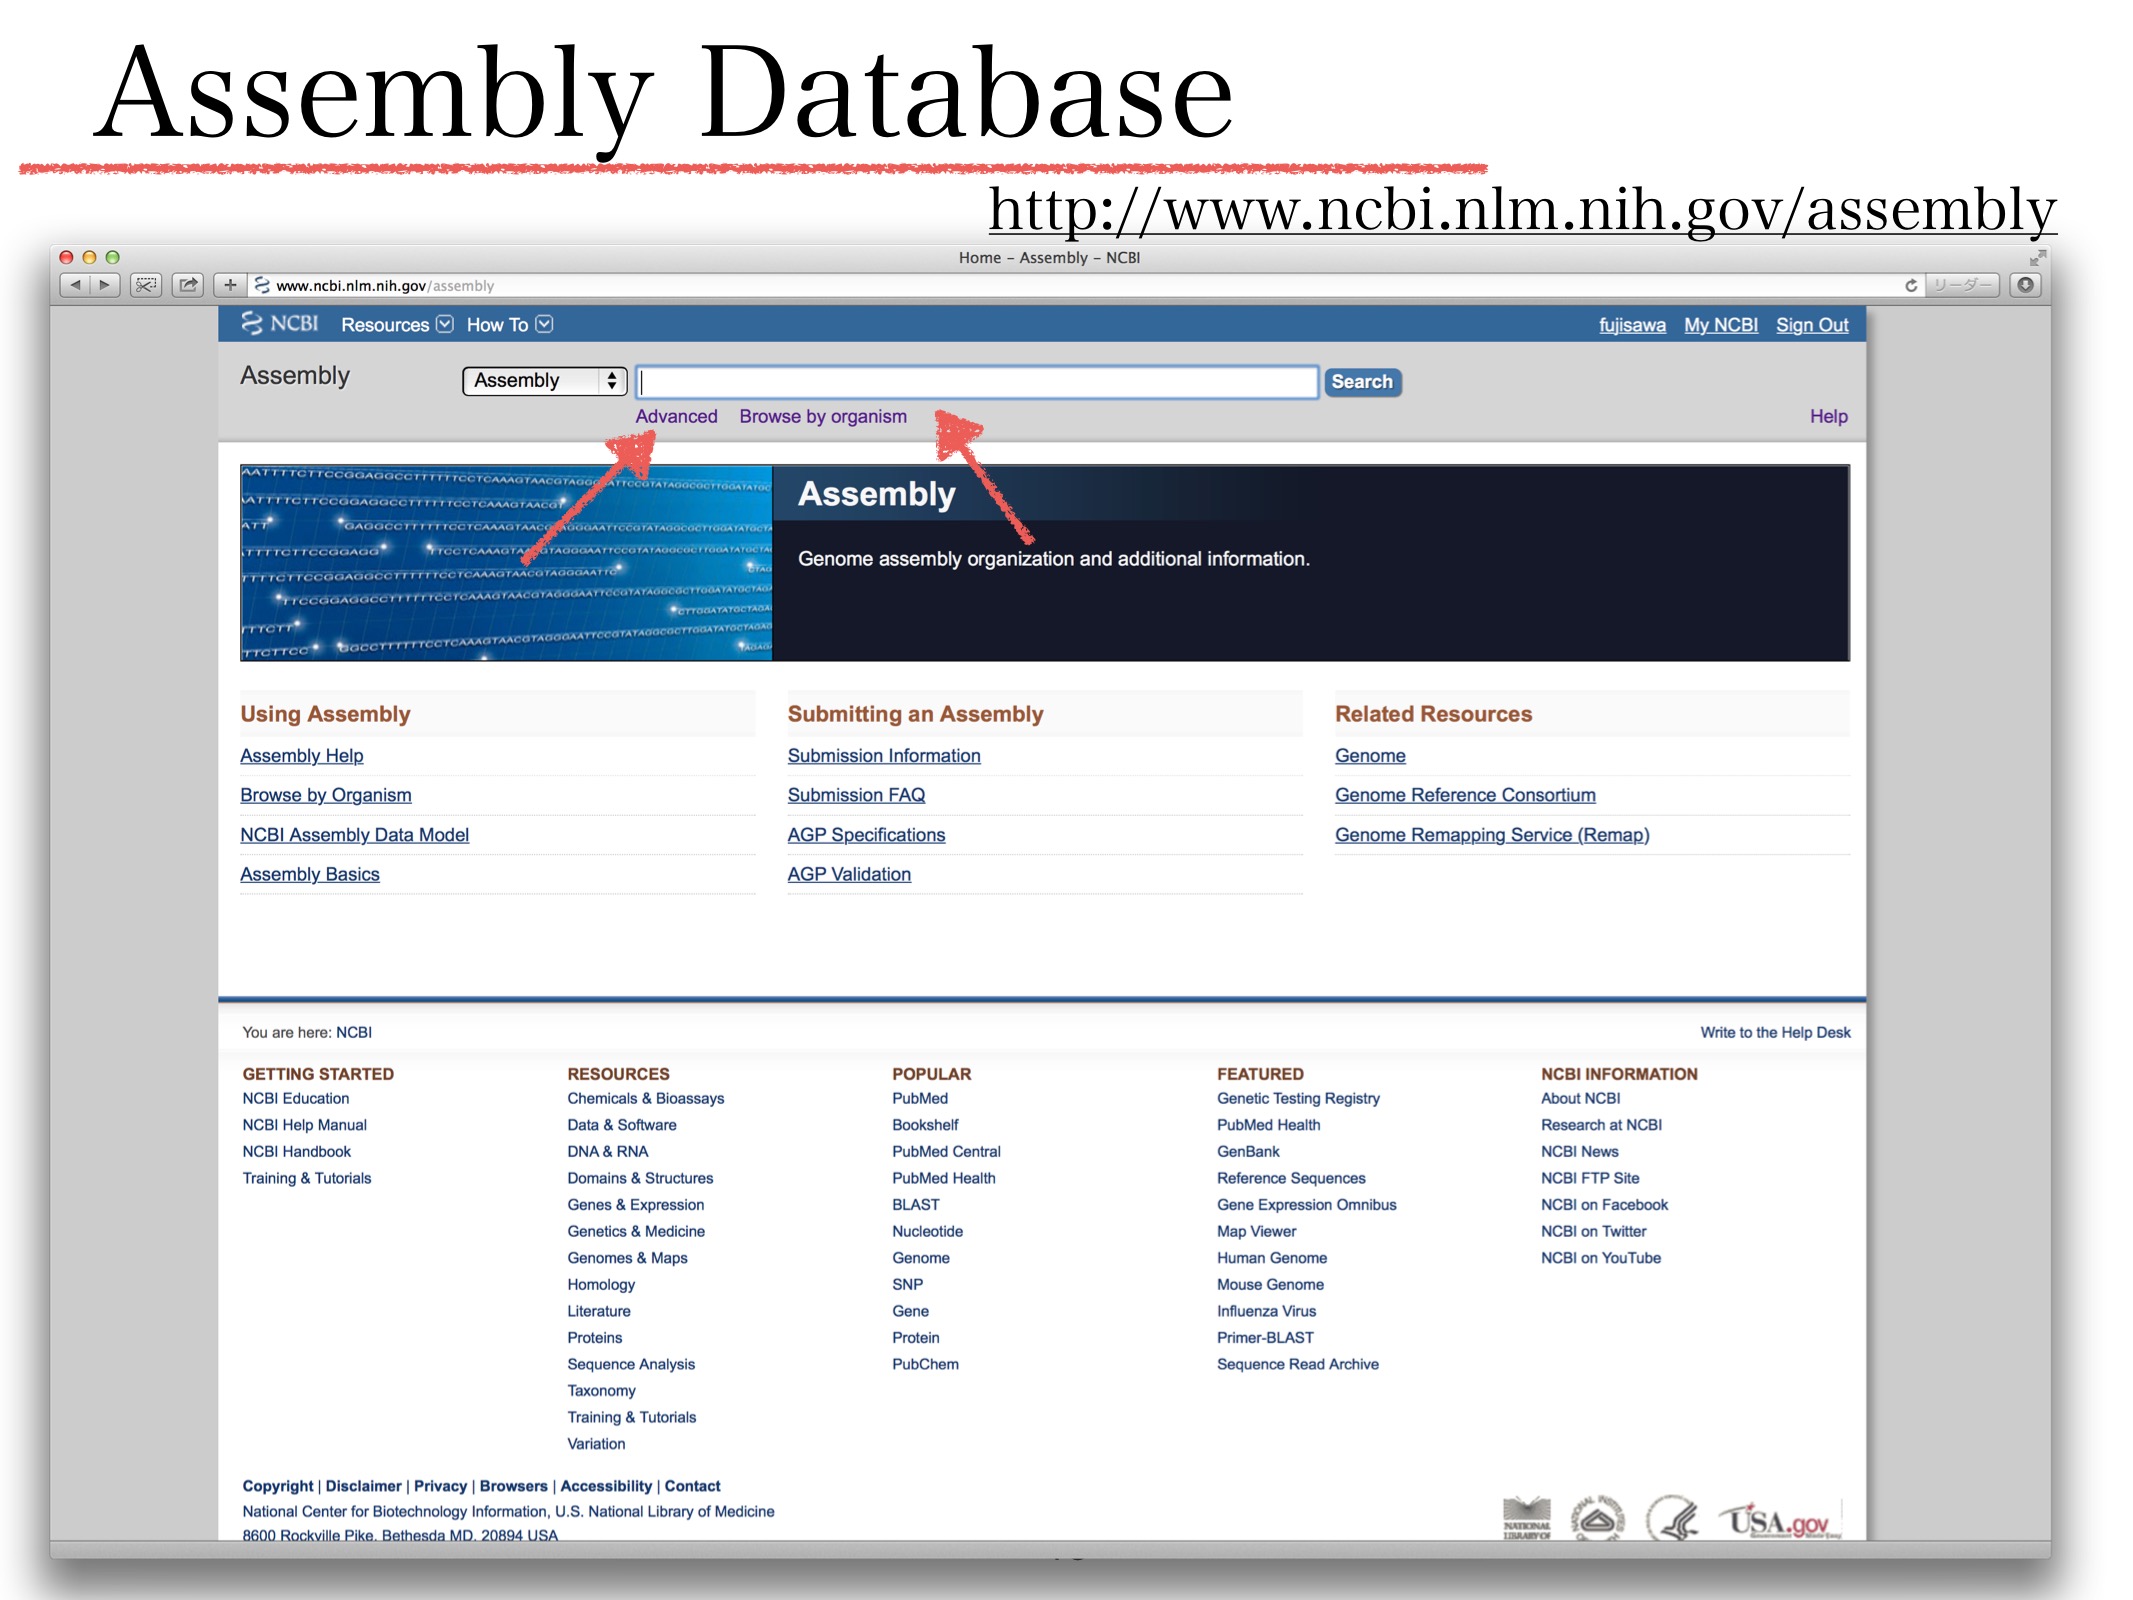 Assembly Database
http://www.ncbi.nlm.nih.gov/assembly
Home – Assembly – NCBI
www.ncbi.nlm.nih.gov/assembly
リーダー
NCBI Resources How To
fujisawa My NCBI Sign Out
Assembly
Assembly
Search
Advanced Browse by organism
Help
Assembly
Genome assembly organization and additional information.
Using Assembly
Assembly Help
Browse by Organism
NCBI Assembly Data Model
Assembly Basics
Submitting an Assembly
Submission Information
Submission FAQ
AGP Specifications
AGP Validation
Related Resources
Genome
Genome Reference Consortium
Genome Remapping Service (Remap)
You are here: NCBI
Write to the Help Desk
GETTING STARTED
NCBI Education
NCBI Help Manual
NCBI Handbook
Training & Tutorials
RESOURCES
Chemicals & Bioassays
Data & Software
DNA & RNA
Domains & Structures
Genes & Expression
Genetics & Medicine
Genomes & Maps
Homology
Literature
Proteins
Sequence Analysis
Taxonomy
Training & Tutorials
Variation
POPULAR
PubMed
Bookshelf
PubMed Central
PubMed Health
BLAST
Nucleotide
Genome
SNP
Gene
Protein
PubChem
FEATURED
Genetic Testing Registry
PubMed Health
GenBank
Reference Sequences
Gene Expression Omnibus
Map Viewer
Human Genome
Mouse Genome
Influenza Virus
Primer-BLAST
Sequence Read Archive
NCBI INFORMATION
About NCBI
Research at NCBI
NCBI News
NCBI FTP Site
NCBI on Facebook
NCBI on Twitter
NCBI on YouTube
Copyright | Disclaimer | Privacy | Browsers | Accessibility | Contact
National Center for Biotechnology Information, U.S. National Library of Medicine
8600 Rockville Pike, Bethesda MD, 20894 USA
NATIONAL
LIBRARY OF
USA.gov